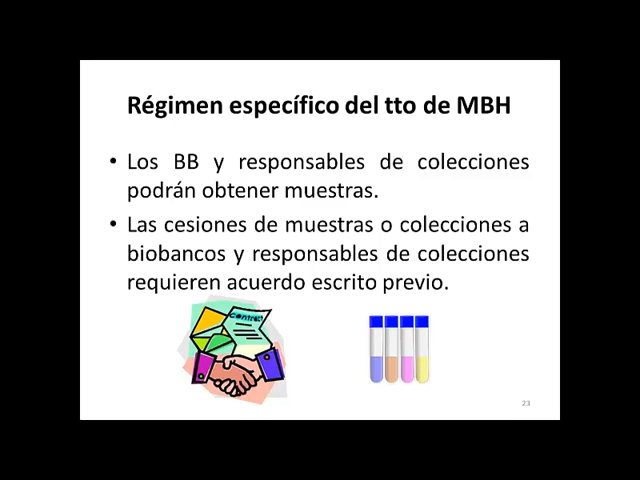 Régimen específico del tto de MBH
• Los BB y responsables de colecciones
podrán obtener muestras.
• Las cesiones de muestras o colecciones a
biobancos y responsables de colecciones
requieren acuerdo escrito previo.
Contract
23